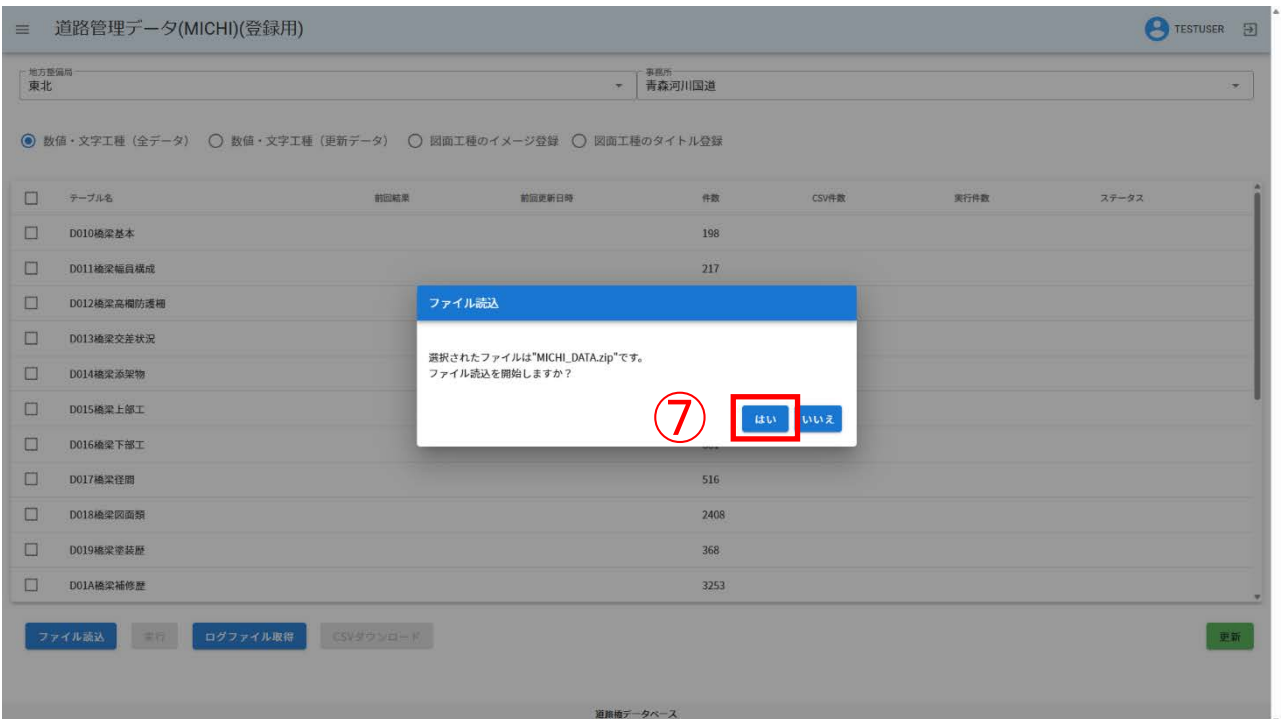 道路管理データ(MICHI)(登録用)
TESTUSER
地方整備局
東北
事務所
青森河川国道
数値・文字工種（全データ） 数値・文字工種（更新データ） 図面工種のイメージ登録 図面工種のタイトル登録
テーブル名 前回結果 前回更新日時 件数 CSV件数 実行件数 ステータス
D010橋梁基本 198
D011橋梁幅員構成 217
D012橋梁高欄防護柵
D013橋梁交差状況
D014橋梁添架物
D015橋梁上部工
D016橋梁下部工
D017橋梁径間 516
D018橋梁図面類 2408
D019橋梁塗装歴 368
D01A橋梁補修歴 3253
ファイル読込
選択されたファイルは"MICHI_DATA.zip"です。
ファイル読込を開始しますか？
⑦ はい いいえ
ファイル読込 実行 ログファイル取得 CSVダウンロード 更新
道路橋データベース